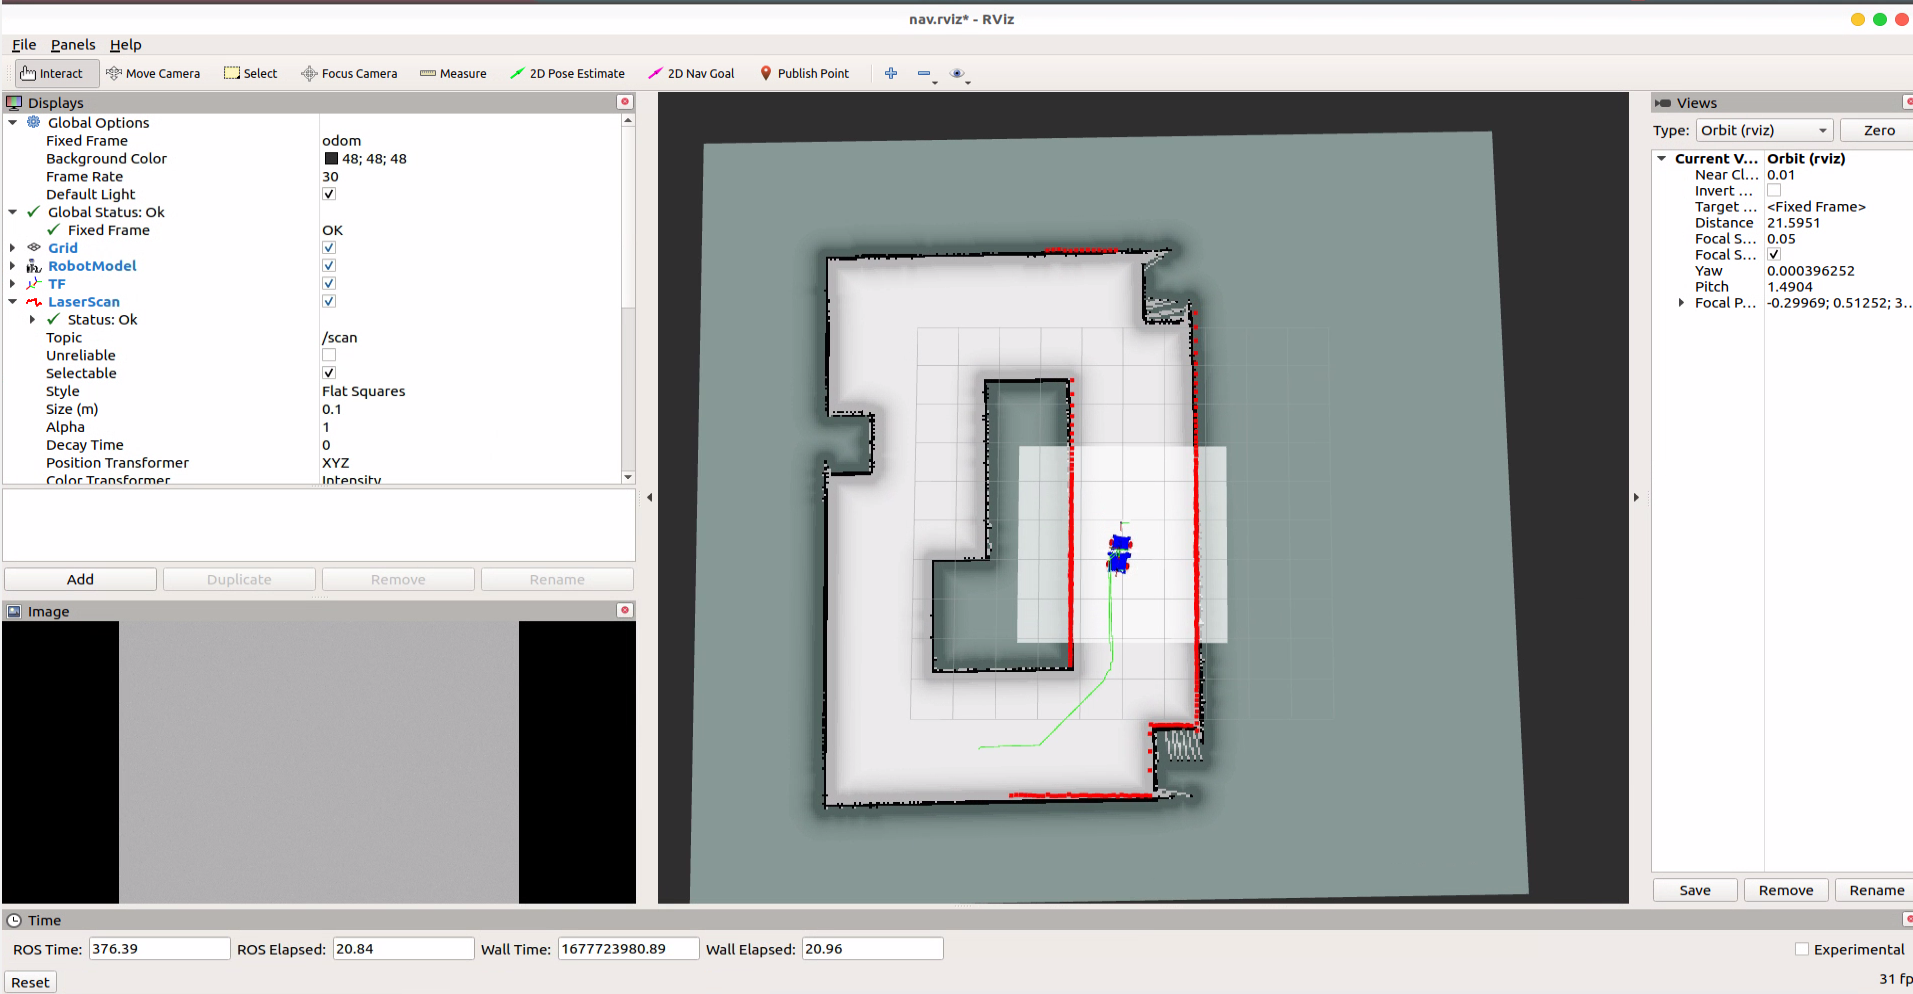 nav.rviz* - RViz
File Panels Help
Interact Move Camera Select Focus Camera Measure 2D Pose Estimate 2D Nav Goal Publish Point
Displays
Global Options
Fixed Frame odom
Background Color 48; 48; 48
Frame Rate 30
Default Light
Global Status: Ok
Fixed Frame OK
Grid
RobotModel
TF
LaserScan
Status: Ok
Topic /scan
Unreliable
Selectable
Style Flat Squares
Size (m) 0.1
Alpha 1
Decay Time 0
Position Transformer XYZ
Color Transformer Intensity
Add Duplicate Remove Rename
Image
Views
Type: Orbit (rviz) Zero
Current V... Orbit (rviz)
Near Cl... 0.01
Invert ...
Target ... <Fixed Frame>
Distance 21.5951
Focal S... 0.05
Focal S...
Yaw 0.000396252
Pitch 1.4904
Focal P... -0.29969; 0.51252; 3...
Save Remove Rename
Time
ROS Time: 376.39 ROS Elapsed: 20.84 Wall Time: 1677723980.89 Wall Elapsed: 20.96 Experimental
Reset 31 fp